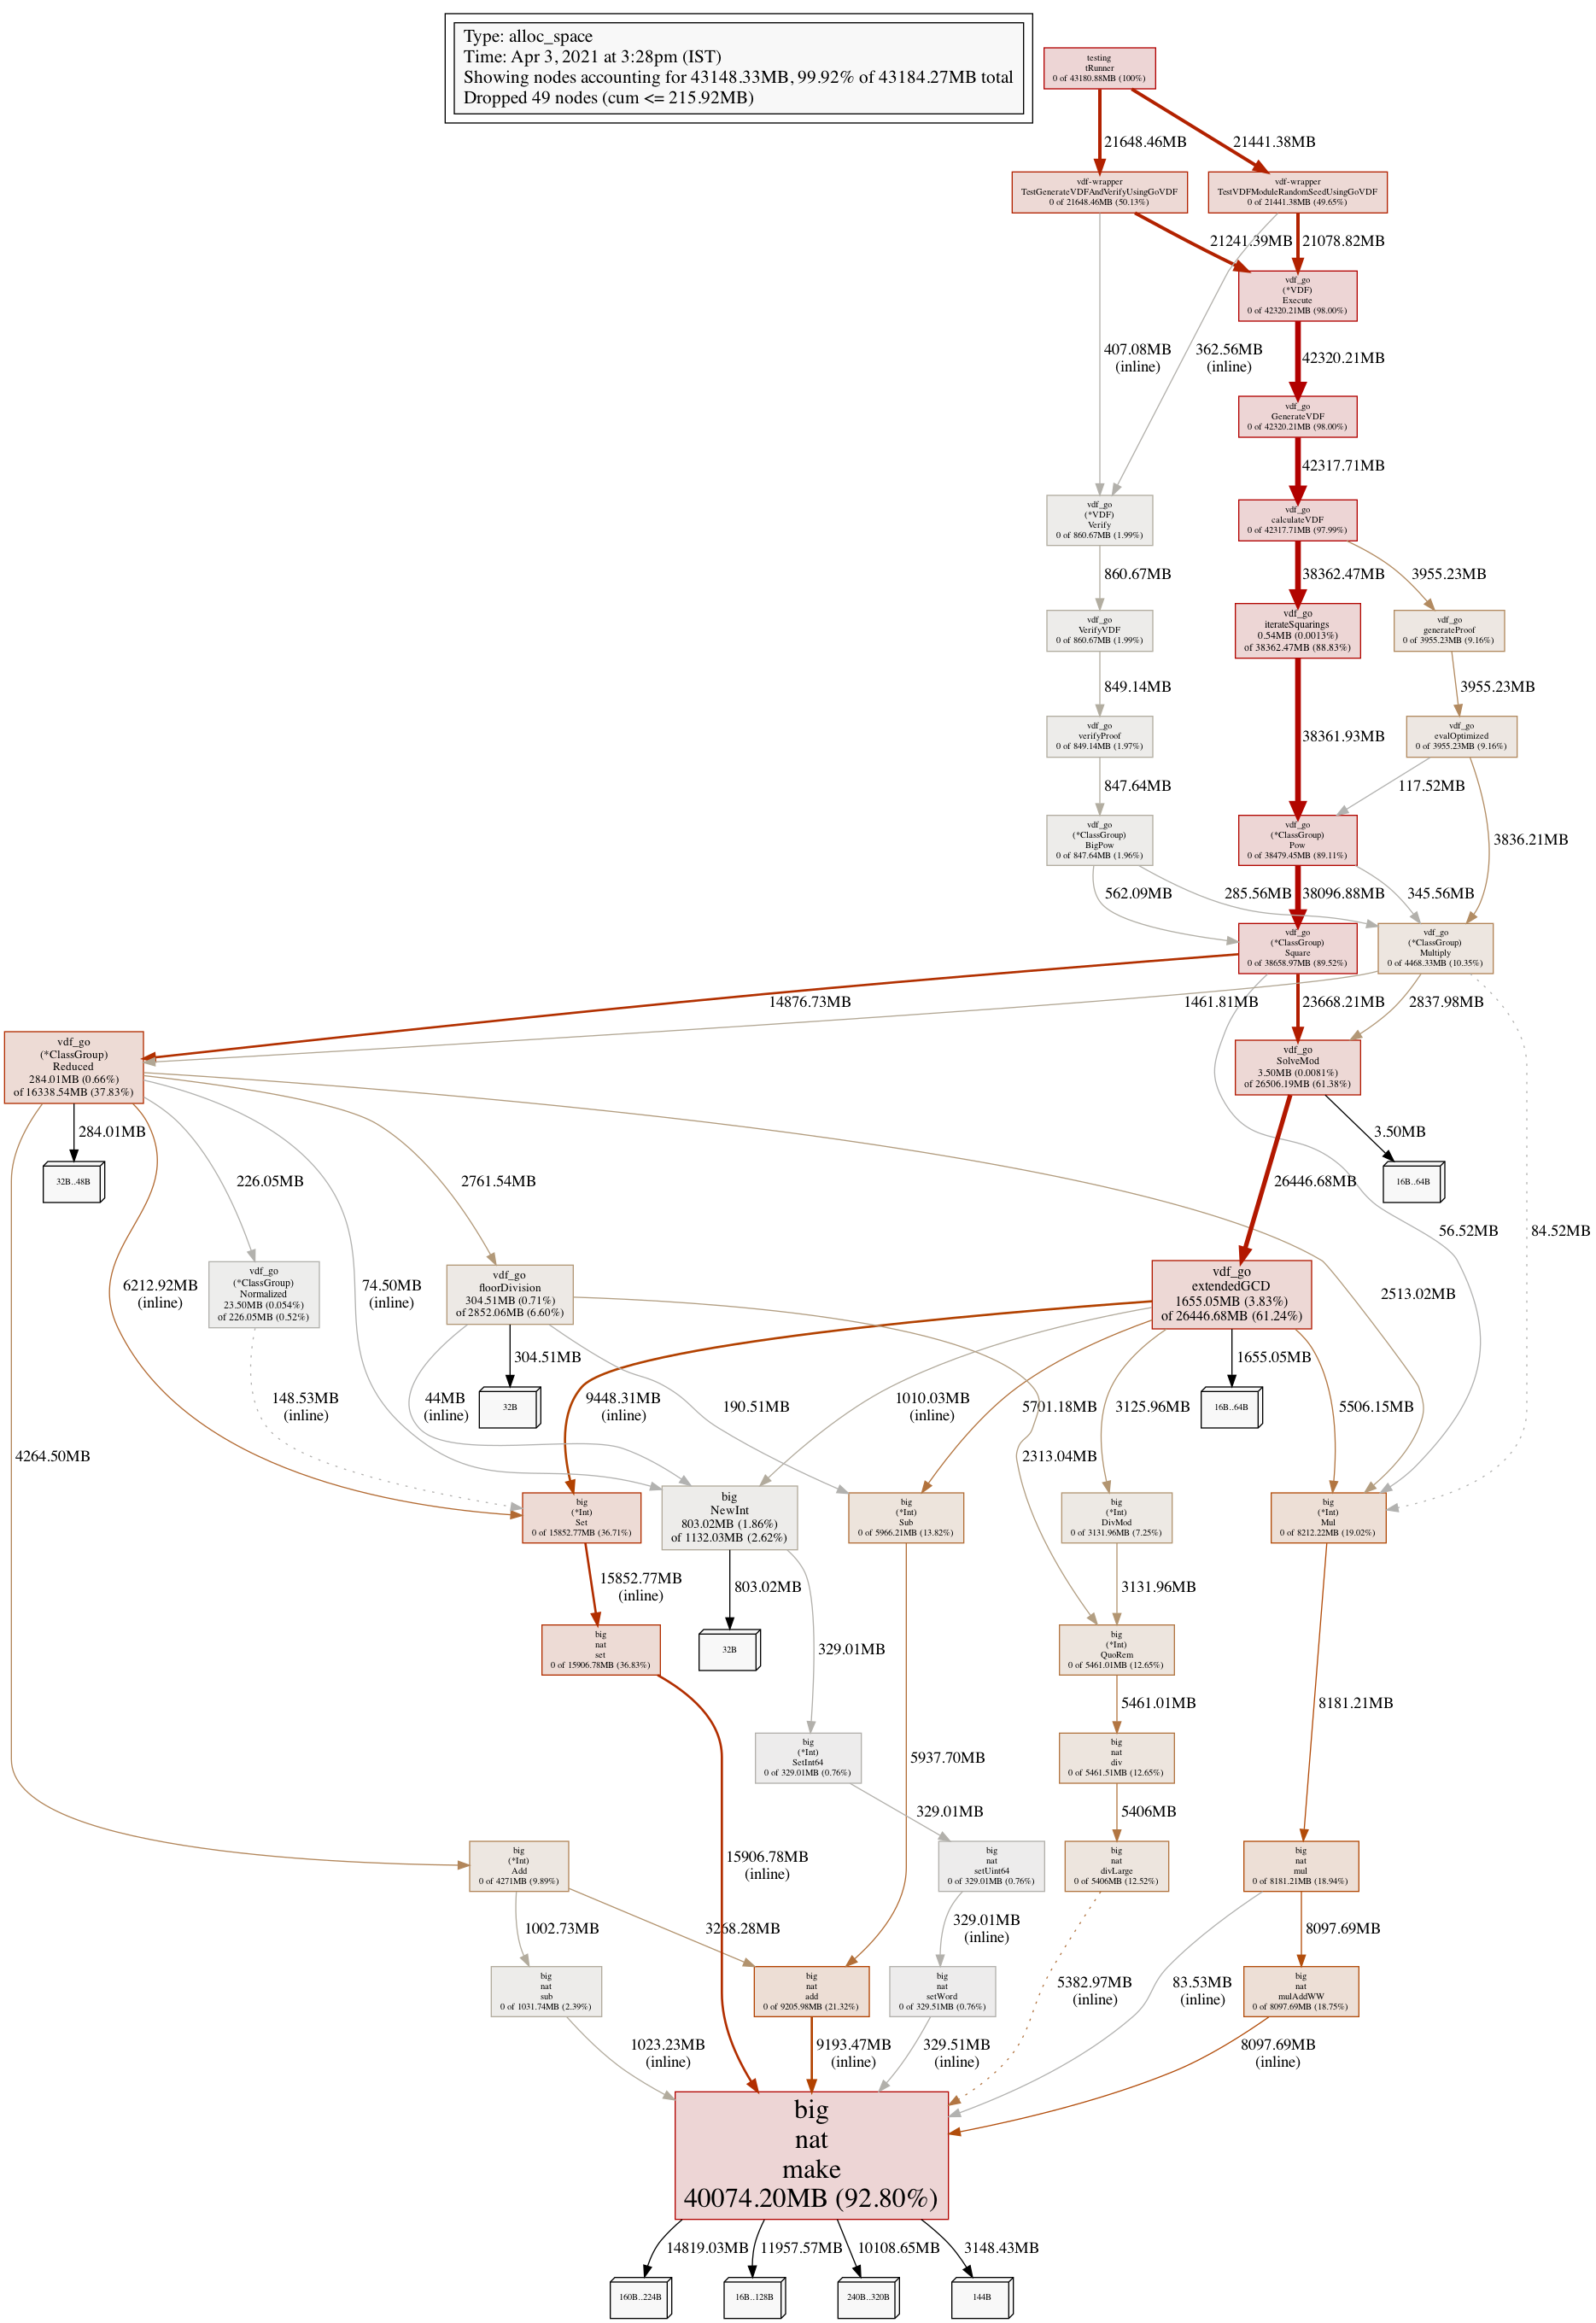 Type: alloc_space
Time: Apr 3, 2021 at 3:28pm (IST)
Showing nodes accounting for 43148.33MB, 99.92% of 43184.27MB total
Dropped 49 nodes (cum <= 215.92MB)
testing
tRunner
0 of 43180.88MB (100%)
21648.46MB
21441.38MB
vdf-wrapper
TestGenerateVDFAndVerifyUsingGoVDF
0 of 21648.46MB (50.13%)
vdf-wrapper
TestVDFModuleRandomSeedUsingGoVDF
0 of 21441.38MB (49.65%)
21241.39MB
21078.82MB
vdf_go
(*VDF)
Execute
0 of 42320.21MB (98.00%)
407.08MB
(inline)
362.56MB
(inline)
42320.21MB
vdf_go
GenerateVDF
0 of 42320.21MB (98.00%)
42317.71MB
vdf_go
(*VDF)
Verify
0 of 860.67MB (1.99%)
vdf_go
calculateVDF
0 of 42317.71MB (97.99%)
860.67MB
38362.47MB
3955.23MB
vdf_go
VerifyVDF
0 of 860.67MB (1.99%)
vdf_go
iterateSquarings
0.54MB (0.0013%)
of 38362.47MB (88.83%)
vdf_go
generateProof
0 of 3955.23MB (9.16%)
849.14MB
3955.23MB
vdf_go
verifyProof
0 of 849.14MB (1.97%)
38361.93MB
vdf_go
evalOptimized
0 of 3955.23MB (9.16%)
847.64MB
117.52MB
3836.21MB
vdf_go
(*ClassGroup)
BigPow
0 of 847.64MB (1.96%)
vdf_go
(*ClassGroup)
Pow
0 of 38479.45MB (89.11%)
562.09MB
285.56MB
38096.88MB
345.56MB
vdf_go
(*ClassGroup)
Square
0 of 38658.97MB (89.52%)
vdf_go
(*ClassGroup)
Multiply
0 of 4468.33MB (10.35%)
14876.73MB
1461.81MB
23668.21MB
2837.98MB
vdf_go
(*ClassGroup)
Reduced
284.01MB (0.66%)
of 16338.54MB (37.83%)
vdf_go
SolveMod
3.50MB (0.0081%)
of 26506.19MB (61.38%)
284.01MB
3.50MB
32B..48B
226.05MB
2761.54MB
26446.68MB
16B..64B
56.52MB
84.52MB
6212.92MB
(inline)
vdf_go
(*ClassGroup)
Normalized
23.50MB (0.054%)
of 226.05MB (0.52%)
74.50MB
(inline)
vdf_go
floorDivision
304.51MB (0.71%)
of 2852.06MB (6.60%)
vdf_go
extendedGCD
1655.05MB (3.83%)
of 26446.68MB (61.24%)
2513.02MB
304.51MB
1655.05MB
148.53MB
(inline)
44MB
(inline)
32B
9448.31MB
(inline)
190.51MB
1010.03MB
(inline)
5701.18MB
3125.96MB
16B..64B
5506.15MB
4264.50MB
2313.04MB
big
(*Int)
Set
0 of 15852.77MB (36.71%)
big
NewInt
803.02MB (1.86%)
of 1132.03MB (2.62%)
big
(*Int)
Sub
0 of 5966.21MB (13.82%)
big
(*Int)
DivMod
0 of 3131.96MB (7.25%)
big
(*Int)
Mul
0 of 8212.22MB (19.02%)
15852.77MB
(inline)
803.02MB
3131.96MB
big
nat
set
0 of 15906.78MB (36.83%)
32B
329.01MB
big
(*Int)
QuoRem
0 of 5461.01MB (12.65%)
5461.01MB
8181.21MB
big
(*Int)
SetInt64
0 of 329.01MB (0.76%)
5937.70MB
big
nat
div
0 of 5461.51MB (12.65%)
329.01MB
5406MB
big
(*Int)
Add
0 of 4271MB (9.89%)
15906.78MB
(inline)
big
nat
setUint64
0 of 329.01MB (0.76%)
big
nat
divLarge
0 of 5406MB (12.52%)
big
nat
mul
0 of 8181.21MB (18.94%)
1002.73MB
3268.28MB
329.01MB
(inline)
8097.69MB
big
nat
sub
0 of 1031.74MB (2.39%)
big
nat
add
0 of 9205.98MB (21.32%)
big
nat
setWord
0 of 329.51MB (0.76%)
5382.97MB
(inline)
83.53MB
(inline)
big
nat
mulAddWW
0 of 8097.69MB (18.75%)
1023.23MB
(inline)
9193.47MB
(inline)
329.51MB
(inline)
8097.69MB
(inline)
big
nat
make
40074.20MB (92.80%)
14819.03MB
11957.57MB
10108.65MB
3148.43MB
160B..224B
16B..128B
240B..320B
144B